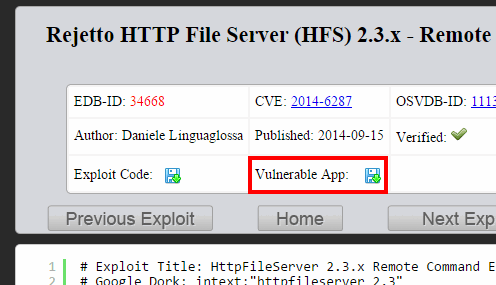 Rejetto HTTP File Server (HFS) 2.3.x - Remote
EDB-ID: 34668 CVE: 2014-6287 OSVDB-ID: 1113
Author: Daniele Linguaglossa Published: 2014-09-15 Verified:
Exploit Code: Vulnerable App:
Previous Exploit Home Next Exp
1 # Exploit Title: HttpFileServer 2.3.x Remote Command E
2 # Google Dork: intext:"httpfileserver 2.3"